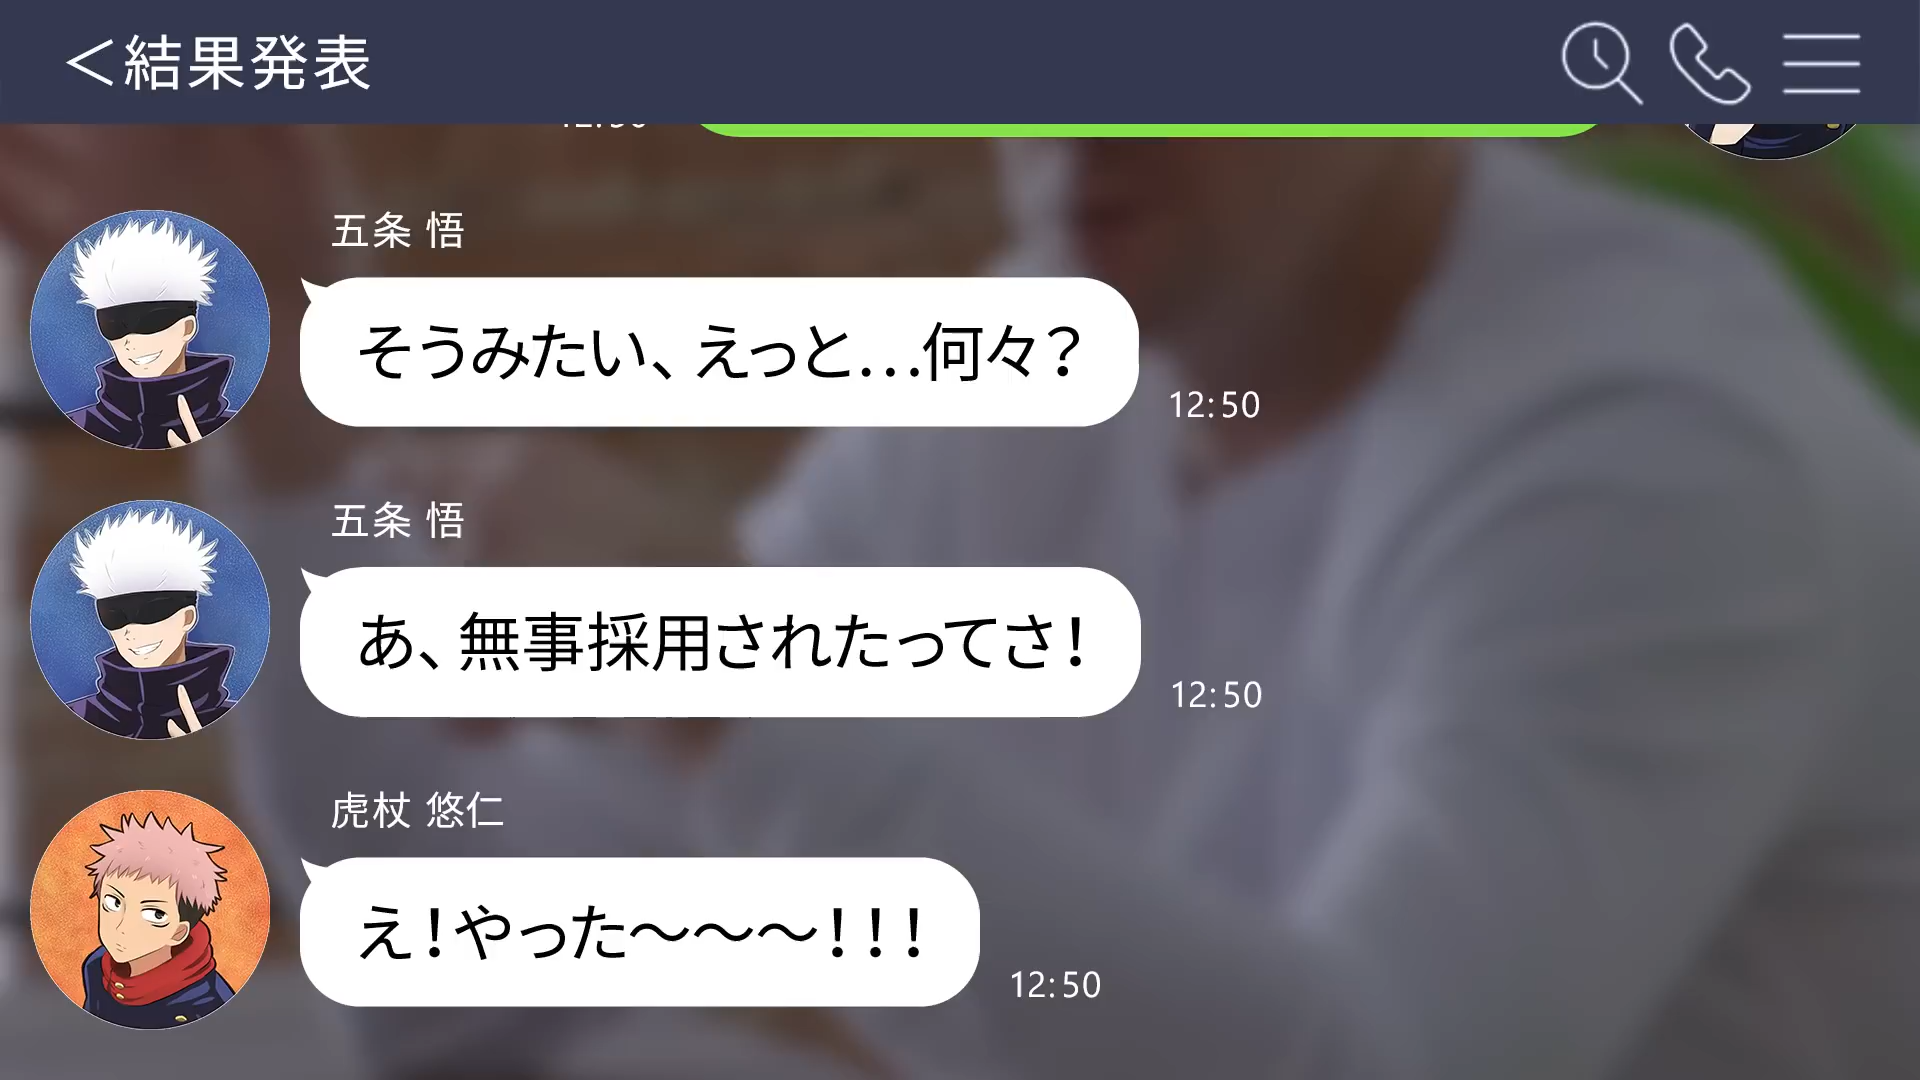 ＜結果発表
五条 悟
そうみたい、えっと…何々？
12:50
五条 悟
あ、無事採用されたってさ！
12:50
虎杖 悠仁
え！やった～～～！！！
12:50